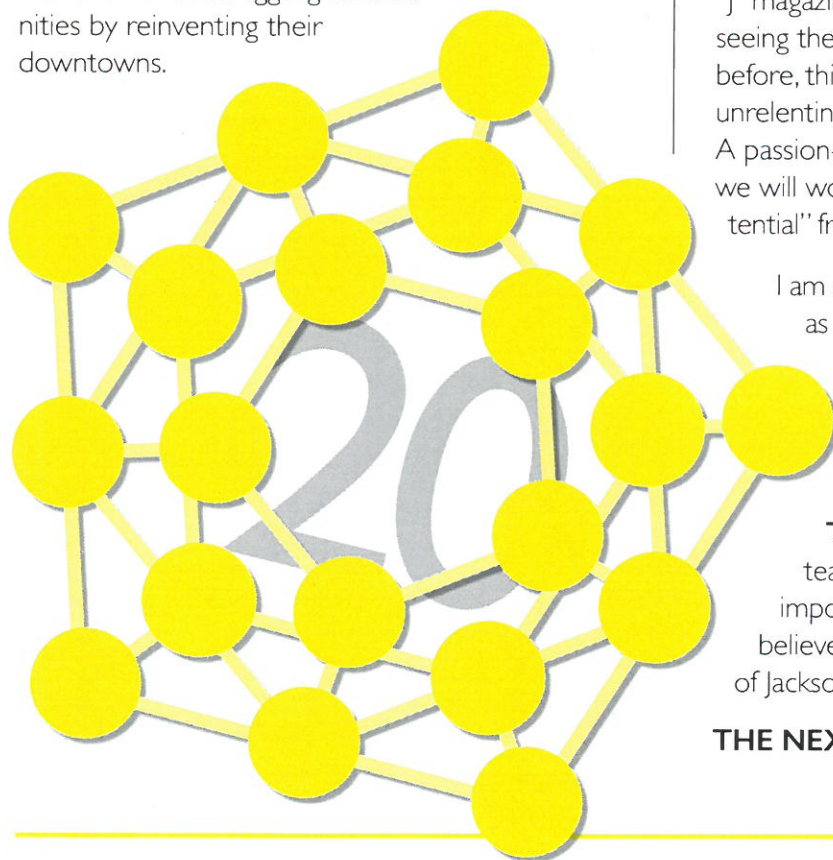 nities by reinventing their
downtowns.
20
"J" magazin
seeing the
before, thi
unrelentin
A passion-
we will wo
tential" fr
I am
as
tea
impo
believe
of Jackso
THE NEX